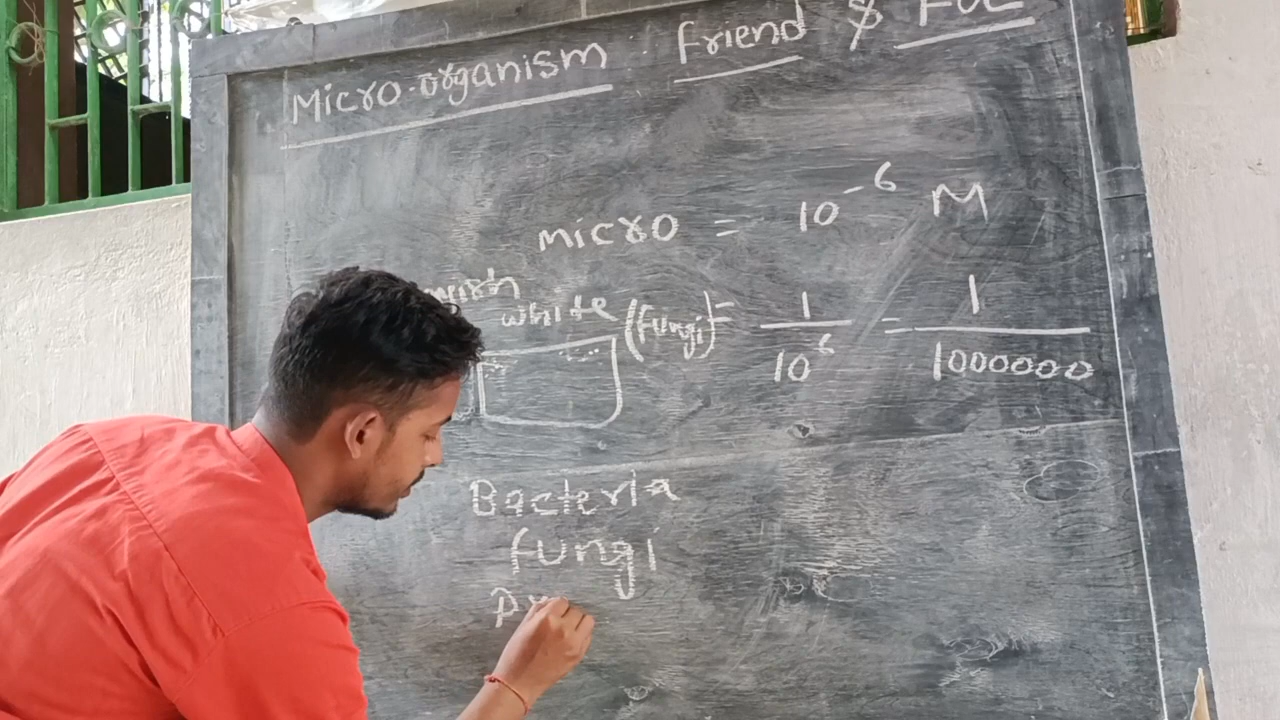 Micro-organism : Friend & Foe
micro = 10⁻⁶ M
white (fungi) = 1/10⁶ = 1/1000000
Bacteria
fungi